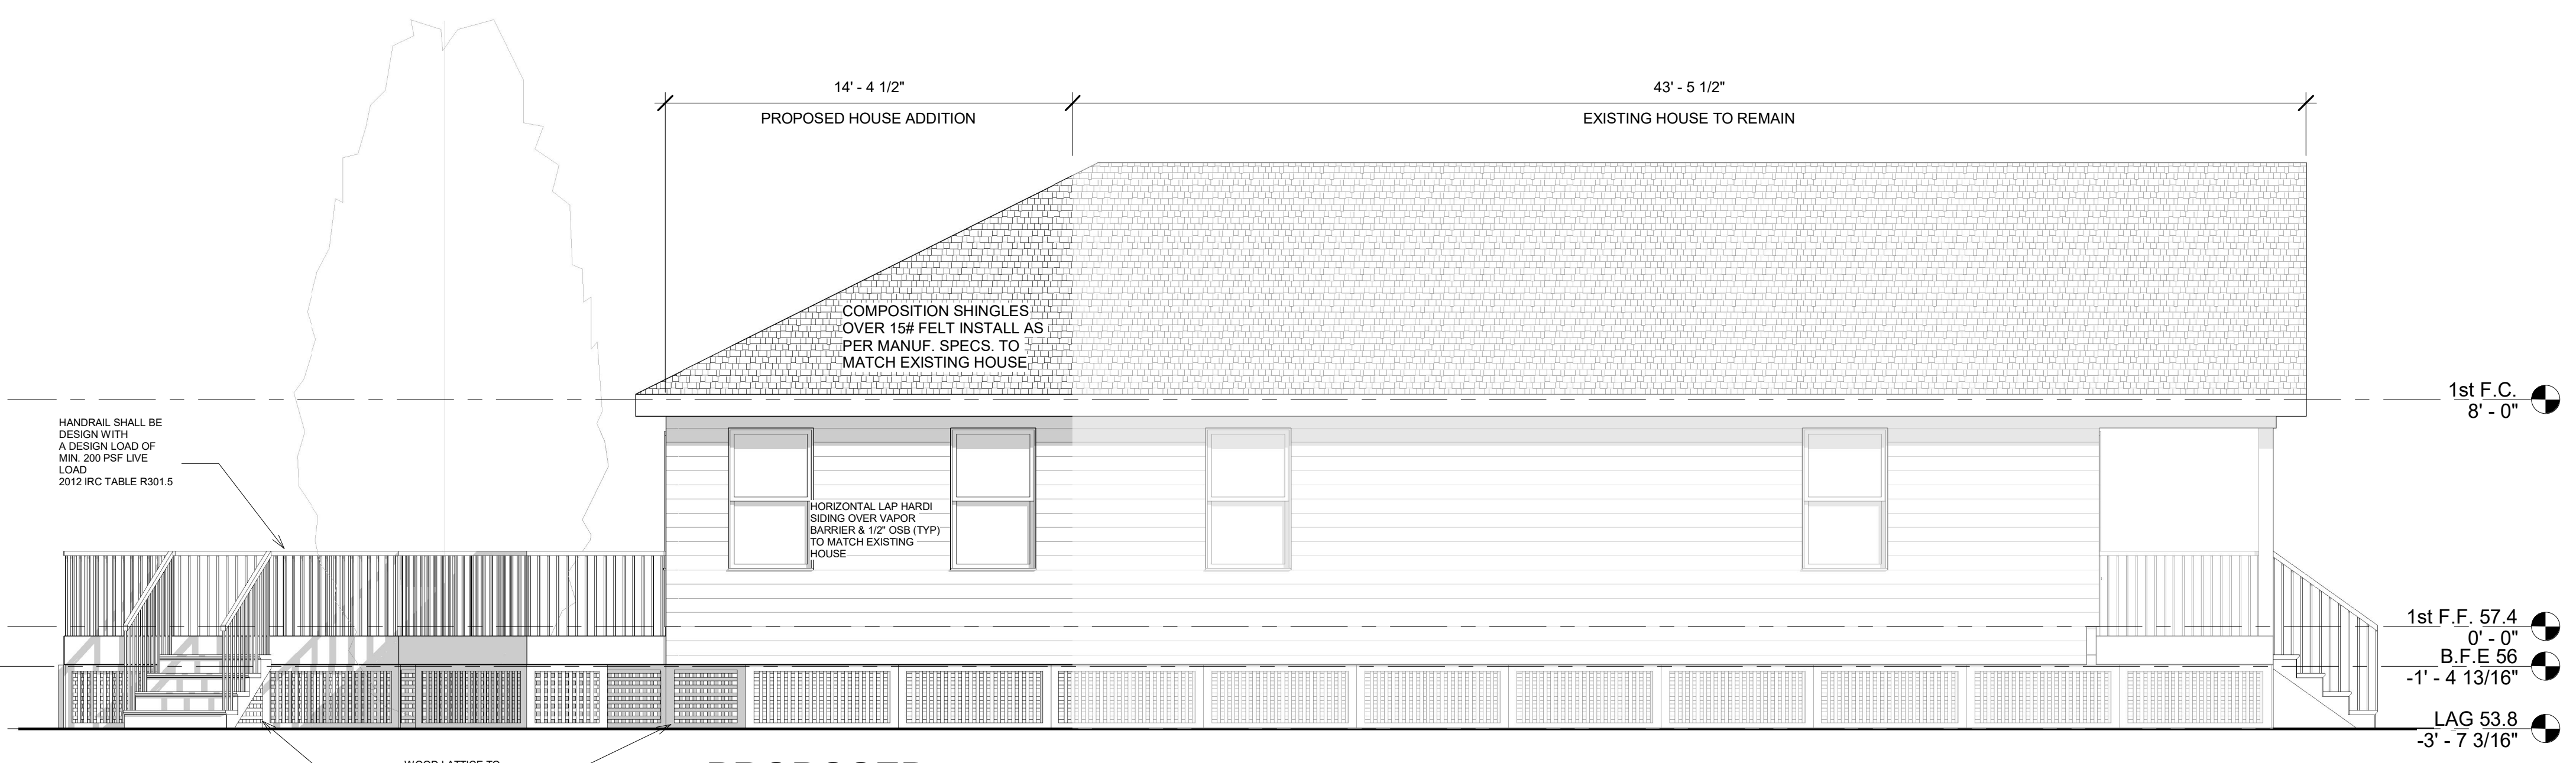 14' - 4 1/2"
43' - 5 1/2"
PROPOSED HOUSE ADDITION
EXISTING HOUSE TO REMAIN
COMPOSITION SHINGLES
OVER 15# FELT INSTALL AS
PER MANUF. SPECS. TO
MATCH EXISTING HOUSE
1st F.C.
8' - 0"
HANDRAIL SHALL BE
DESIGN WITH
A DESIGN LOAD OF
MIN. 200 PSF LIVE
LOAD
2012 IRC TABLE R301.5
HORIZONTAL LAP HARDI
SIDING OVER VAPOR
BARRIER & 1/2" OSB (TYP)
TO MATCH EXISTING
HOUSE
1st F.F. 57.4
0' - 0"
B.F.E 56
-1' - 4 13/16"
LAG 53.8
-3' - 7 3/16"
WOOD LATTICE TO
PROPOSED